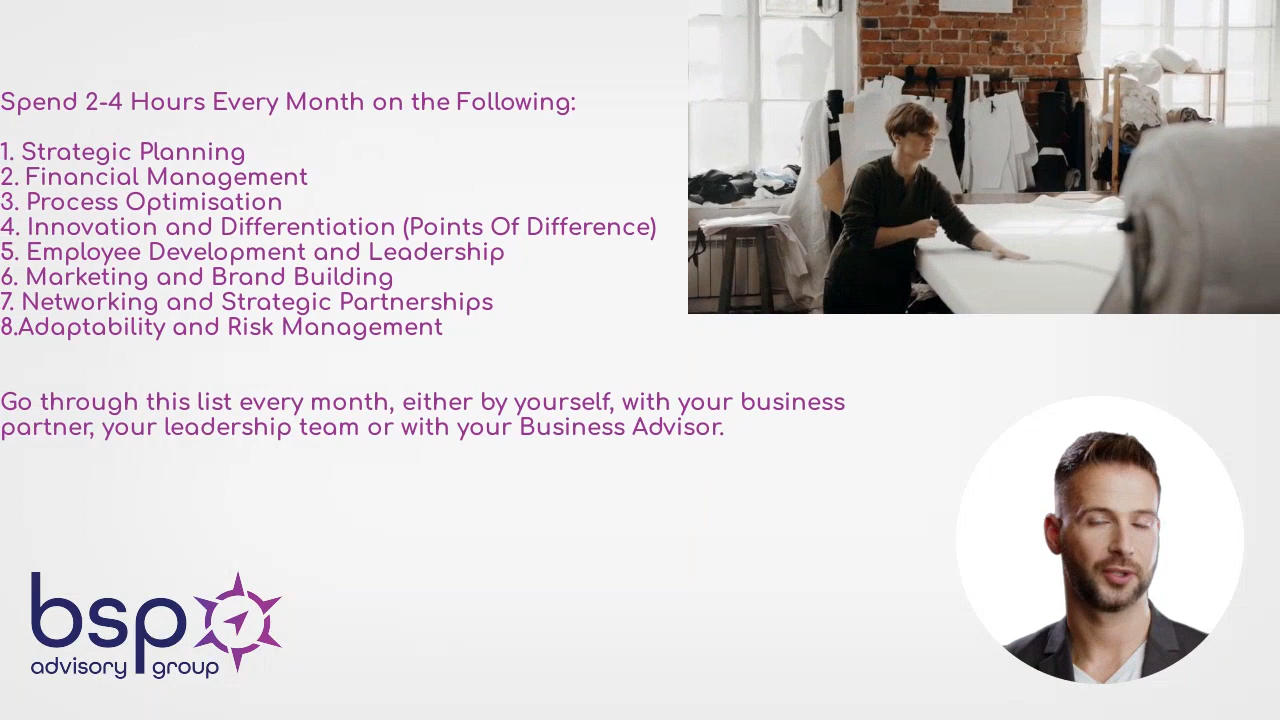 Spend 2-4 Hours Every Month on the Following:
1. Strategic Planning
2. Financial Management
3. Process Optimisation
4. Innovation and Differentiation (Points Of Difference)
5. Employee Development and Leadership
6. Marketing and Brand Building
7. Networking and Strategic Partnerships
8.Adaptability and Risk Management
Go through this list every month, either by yourself, with your business
partner, your leadership team or with your Business Advisor.
bsp
advisory group